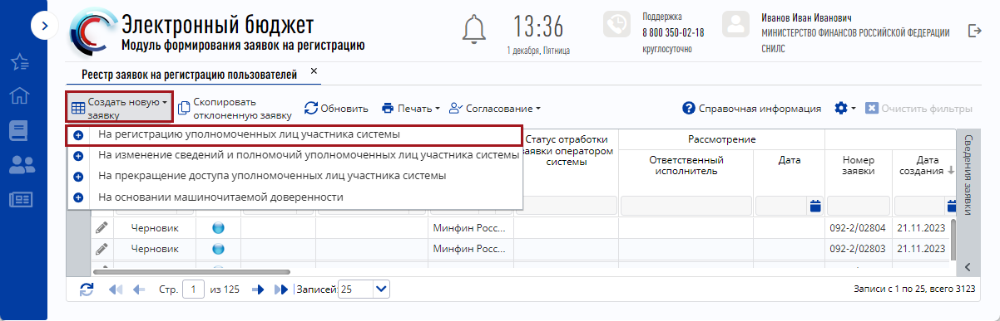 Электронный бюджет
Модуль формирования заявок на регистрацию
13:36
1 декабря, Пятница
Поддержка
8 800 350-02-18
круглосуточно
Иванов Иван Иванович
МИНИСТЕРСТВО ФИНАНСОВ РОССИЙСКОЙ ФЕДЕРАЦИИ
СНИЛС
Реестр заявок на регистрацию пользователей
Создать новую
заявку
Скопировать
отклоненную заявку
Обновить
Печать
Согласование
Справочная информация
Очистить фильтры
На регистрацию уполномоченных лиц участника системы
На изменение сведений и полномочий уполномоченных лиц участника системы
На прекращение доступа уполномоченных лиц участника системы
На основании машиночитаемой доверенности
Статус отработки
заявки оператором
системы
Рассмотрение
Ответственный
исполнитель
Дата
Номер
заявки
Дата
создания
Сведения заявки
Черновик Минфин Росс... 092-2/02804 21.11.2023
Черновик Минфин Росс... 092-2/02803 21.11.2023
Стр. 1 из 125 Записей: 25
Записи с 1 по 25, всего 3123